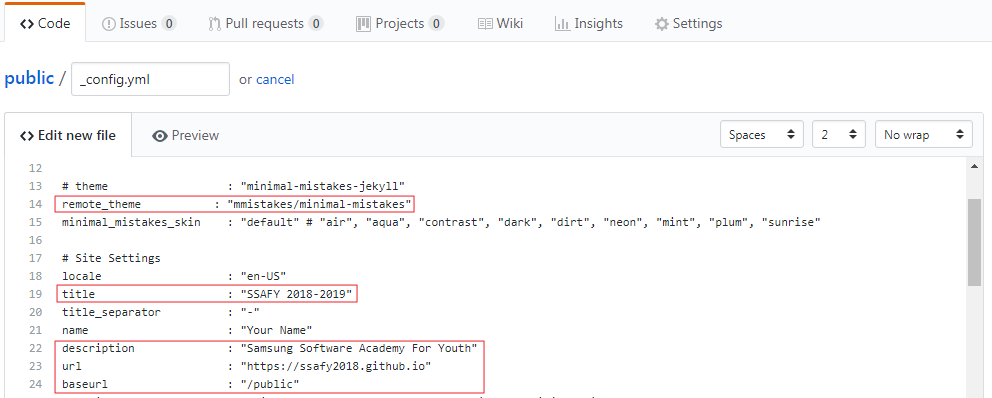 Code Issues 0 Pull requests 0 Projects 0 Wiki Insights Settings
public / _config.yml or cancel
Edit new file Preview Spaces 2 No wrap
12
13 # theme : "minimal-mistakes-jekyll"
14 remote_theme : "mmistakes/minimal-mistakes"
15 minimal_mistakes_skin : "default" # "air", "aqua", "contrast", "dark", "dirt", "neon", "mint", "plum", "sunrise"
16
17 # Site Settings
18 locale : "en-US"
19 title : "SSAFY 2018-2019"
20 title_separator : "-"
21 name : "Your Name"
22 description : "Samsung Software Academy For Youth"
23 url : "https://ssafy2018.github.io"
24 baseurl : "/public"